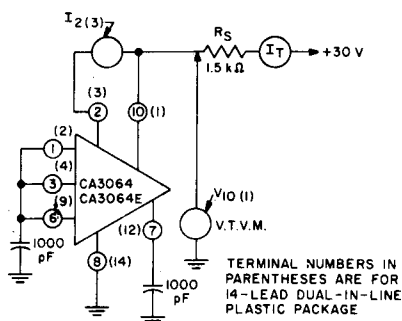 I2(3)
RS
1.5 kΩ
IT
+30 V
(3)
2
10 (1)
(2)
1
(4)
3
(9)
6
CA3064
CA3064E
(12) 7
8 (14)
1000
pF
1000
pF
V10 (1)
V.T.V.M.
TERMINAL NUMBERS IN
PARENTHESES ARE FOR
14-LEAD DUAL-IN-LINE
PLASTIC PACKAGE